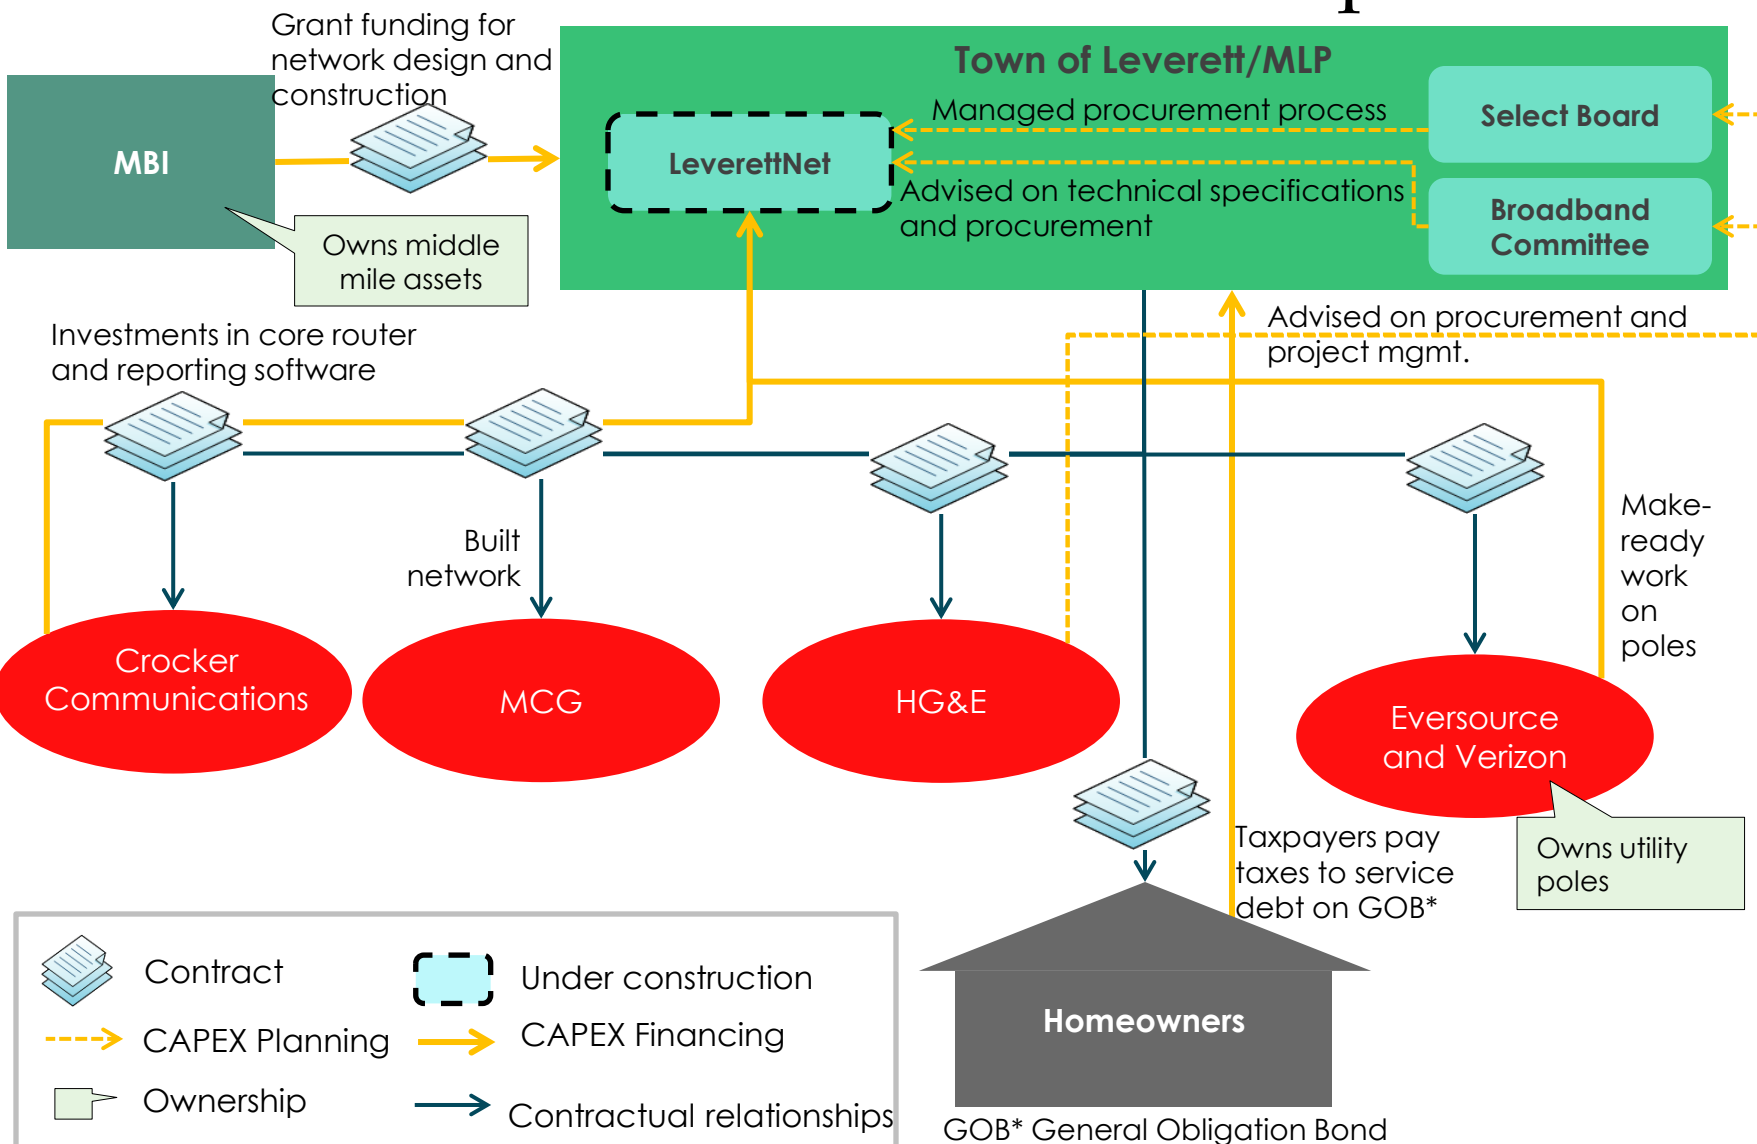 Grant funding for
network design and
construction
Town of Leverett/MLP
MBI
LeverettNet
Managed procurement process
Select Board
Advised on technical specifications
and procurement
Broadband
Committee
Owns middle
mile assets
Investments in core router
and reporting software
Advised on procurement and
project mgmt.
Built
network
Make-
ready
work
on
poles
Crocker
Communications
MCG
HG&E
Eversource
and Verizon
Owns utility
poles
Taxpayers pay
taxes to service
debt on GOB*
Homeowners
GOB* General Obligation Bond
Contract
Under construction
CAPEX Planning
CAPEX Financing
Ownership
Contractual relationships